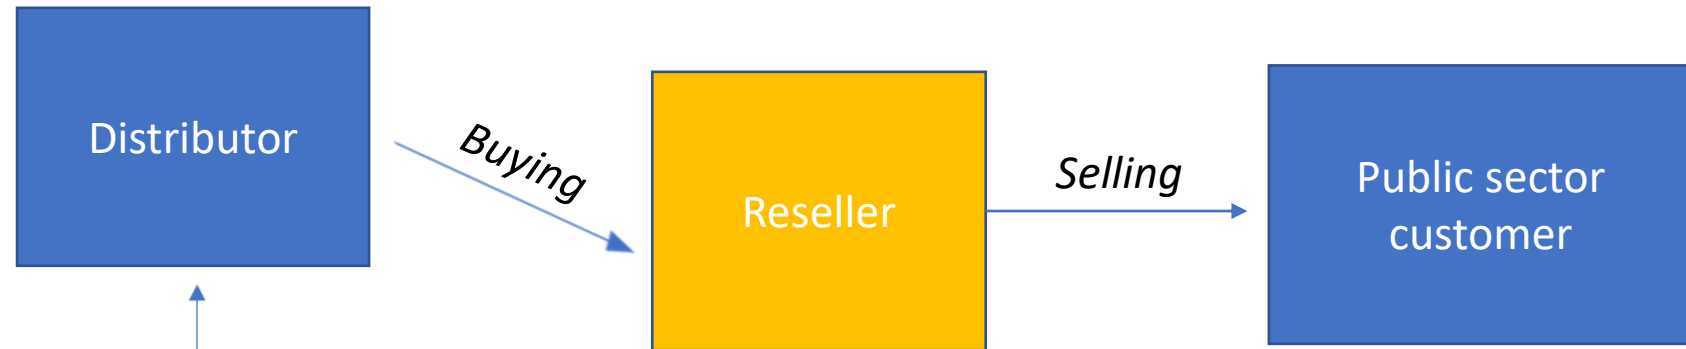 Distributor
Buying
Reseller
Selling
Public sector
customer